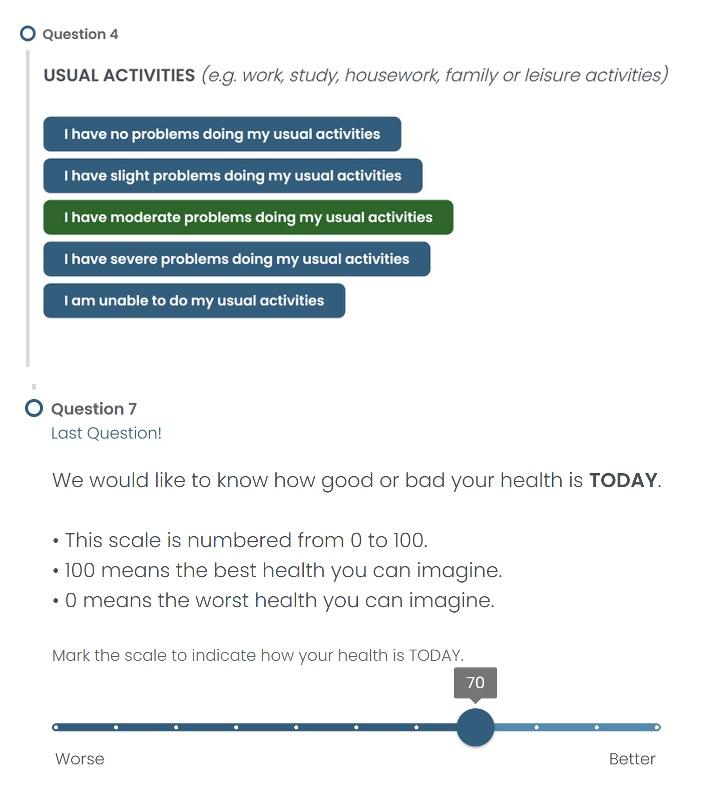 Question 4
USUAL ACTIVITIES (e.g. work, study, housework, family or leisure activities)
I have no problems doing my usual activities
I have slight problems doing my usual activities
I have moderate problems doing my usual activities
I have severe problems doing my usual activities
I am unable to do my usual activities
Question 7
Last Question!
We would like to know how good or bad your health is TODAY.
• This scale is numbered from 0 to 100.
• 100 means the best health you can imagine.
• 0 means the worst health you can imagine.
Mark the scale to indicate how your health is TODAY.
70
Worse Better